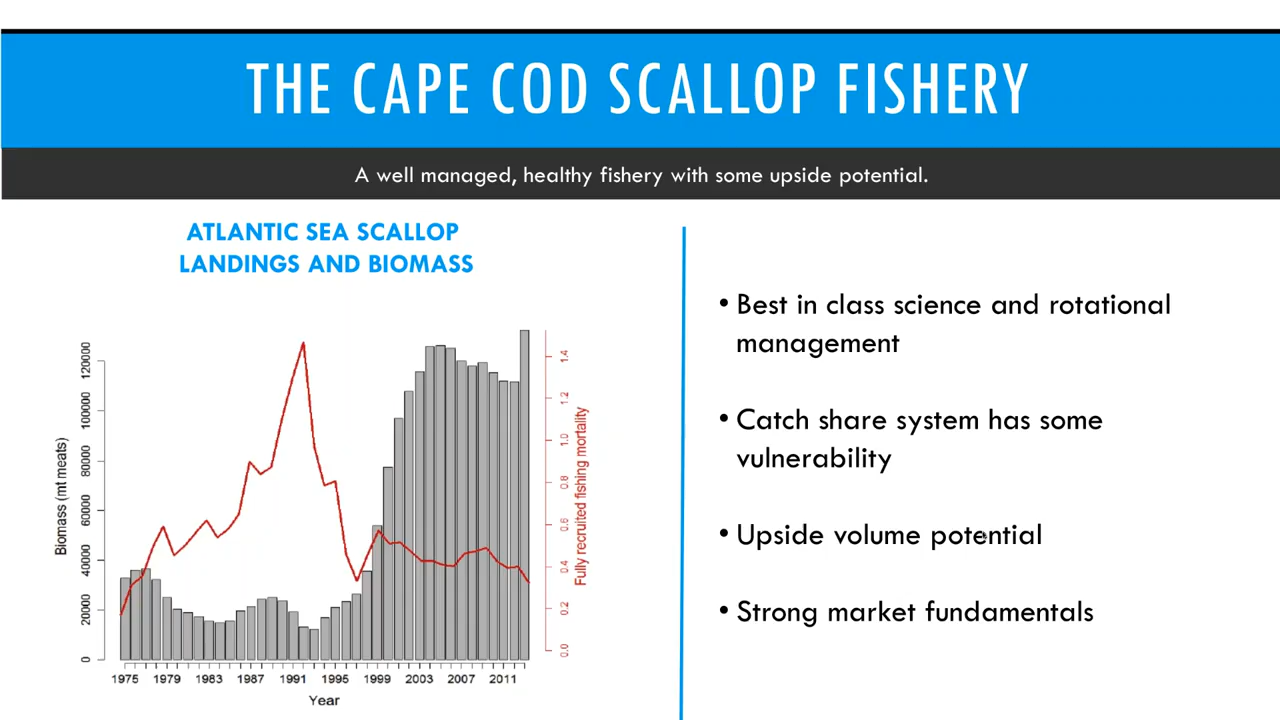 THE CAPE COD SCALLOP FISHERY
A well managed, healthy fishery with some upside potential.
ATLANTIC SEA SCALLOP
LANDINGS AND BIOMASS
• Best in class science and rotational
management
• Catch share system has some
vulnerability
• Upside volume potential
• Strong market fundamentals
Biomass (mt meats)
0
20000
40000
60000
80000
100000
120000
Fully recruited fishing mortality
0.0
0.2
0.4
0.6
0.8
1.0
1.2
1.4
1975 1979 1983 1987 1991 1995 1999 2003 2007 2011
Year